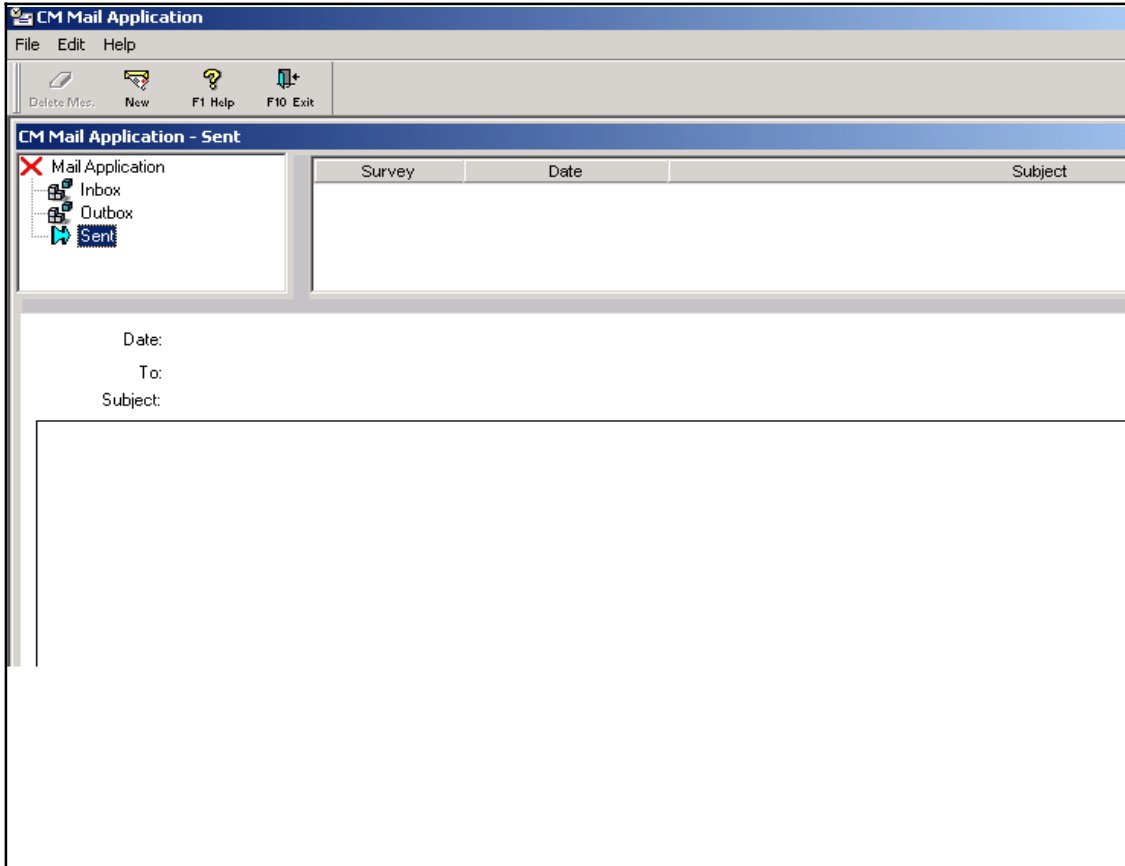 CM Mail Application
File Edit Help
Delete Mes. New F1 Help F10 Exit
CM Mail Application - Sent
Mail Application
Inbox
Outbox
Sent
Survey Date Subject
Date:
To:
Subject: